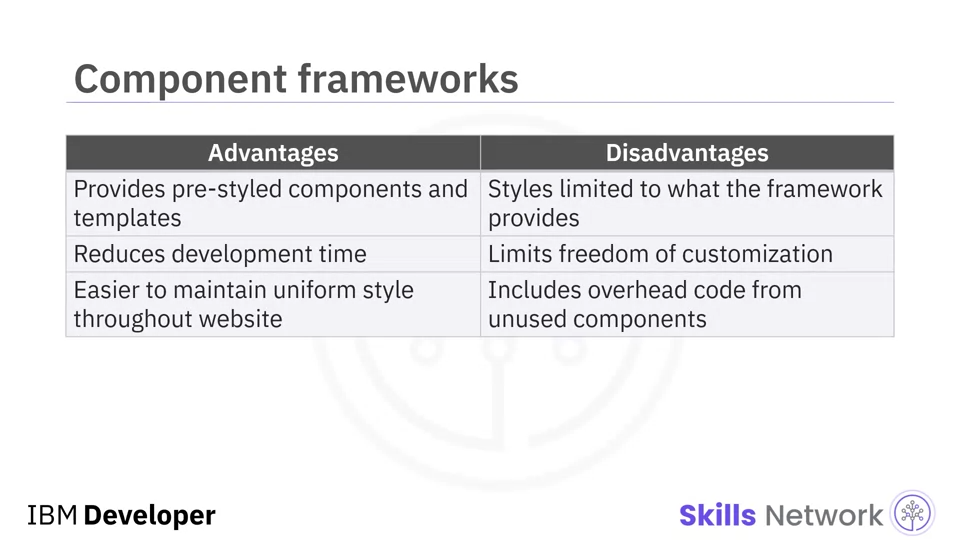 Component frameworks
Advantages
Disadvantages
Provides pre-styled components and
templates
Styles limited to what the framework
provides
Reduces development time
Limits freedom of customization
Easier to maintain uniform style
throughout website
Includes overhead code from
unused components
IBM Developer
Skills Network